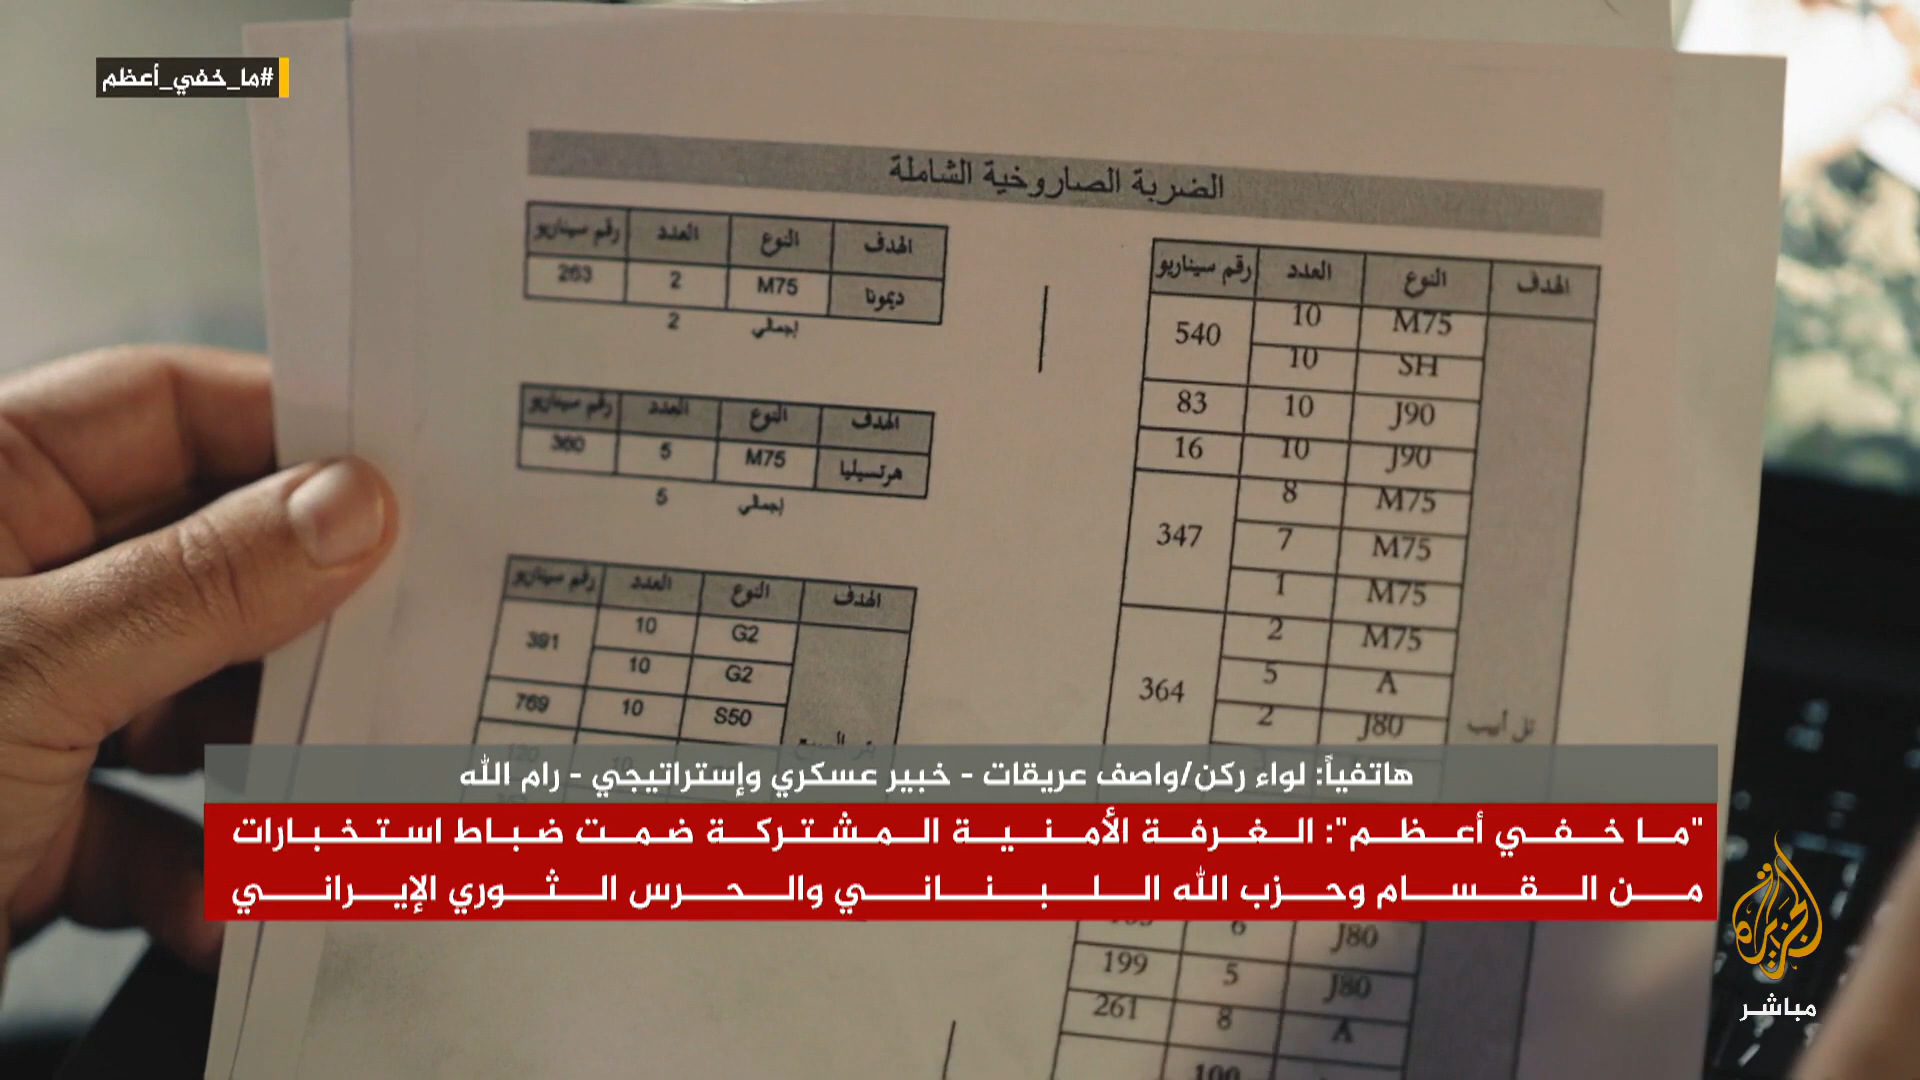 #ما_خفي_أعظم
الضربة الصاروخية الشاملة
الهدف النوع العدد رقم سيناريو
M75 10 540
SH 10
J90 10 83
J90 10 16
M75 8 347
M75 7
M75 1
M75 2 364
A 5
J80 2
تل أبيب
J80 6
J80 5 199
A 8 261
100
الهدف النوع العدد رقم سيناريو
ديمونا M75 2 263
إجمالي 2
الهدف النوع العدد رقم سيناريو
هرتسيليا M75 5 360
إجمالي 5
الهدف النوع العدد رقم سيناريو
G2 10 391
G2 10
S50 10 769
هاتفياً: لواء ركن/واصف عريقات - خبير عسكري وإستراتيجي - رام الله
"ما خفي أعظم": الغرفة الأمنية المشتركة ضمت ضباط استخبارات
من القسام وحزب الله اللبناني والحرس الثوري الإيراني
الجزيرة
مباشر